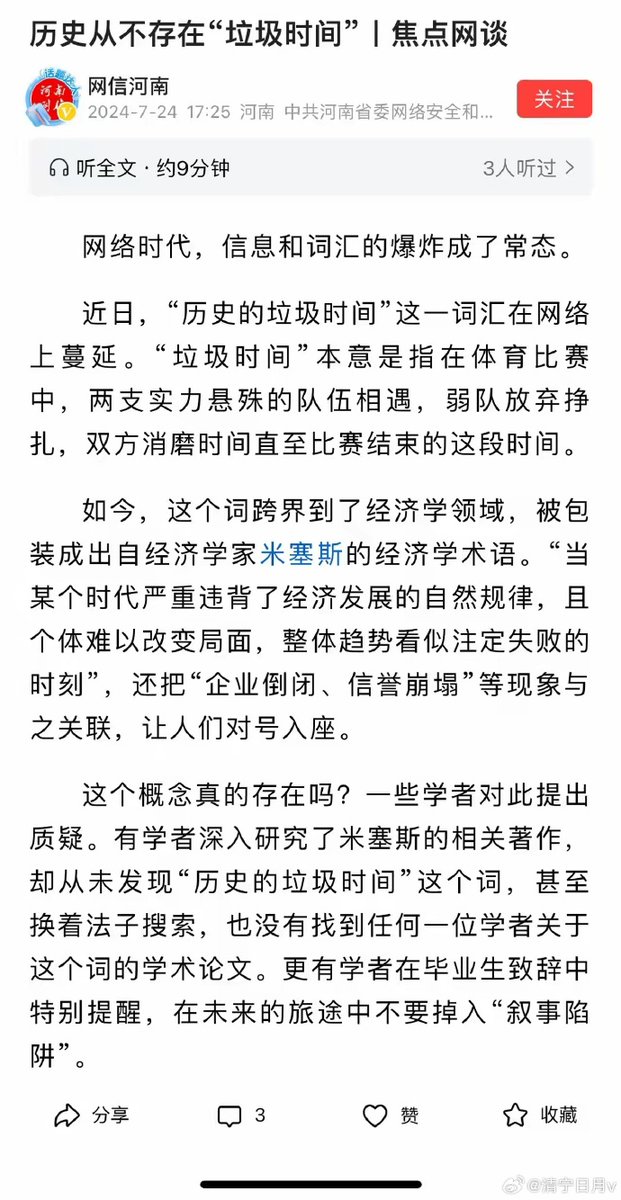 历史从不存在“垃圾时间”丨焦点网谈
网信河南
2024-7-24 17:25 河南 中共河南省委网络安全和...
关注
听全文·约9分钟
3人听过 >
网络时代，信息和词汇的爆炸成了常态。
近日，“历史的垃圾时间”这一词汇在网络
上蔓延。“垃圾时间”本意是指在体育比赛
中，两支实力悬殊的队伍相遇，弱队放弃挣
扎，双方消磨时间直至比赛结束的这段时间。
如今，这个词跨界到了经济学领域，被包
装成出自经济学家米塞斯的经济学术语。“当
某个时代严重违背了经济发展的自然规律，且
个体难以改变局面，整体趋势看似注定失败的
时刻”，还把“企业倒闭、信誉崩塌”等现象与
之关联，让人们对号入座。
这个概念真的存在吗？一些学者对此提出
质疑。有学者深入研究了米塞斯的相关著作，
却从未发现“历史的垃圾时间”这个词，甚至
换着法子搜索，也没有找到任何一位学者关于
这个词的学术论文。更有学者在毕业生致辞中
特别提醒，在未来的旅途中不要掉入“叙事陷
阱”。
分享
3
赞
收藏
@清宁日月v